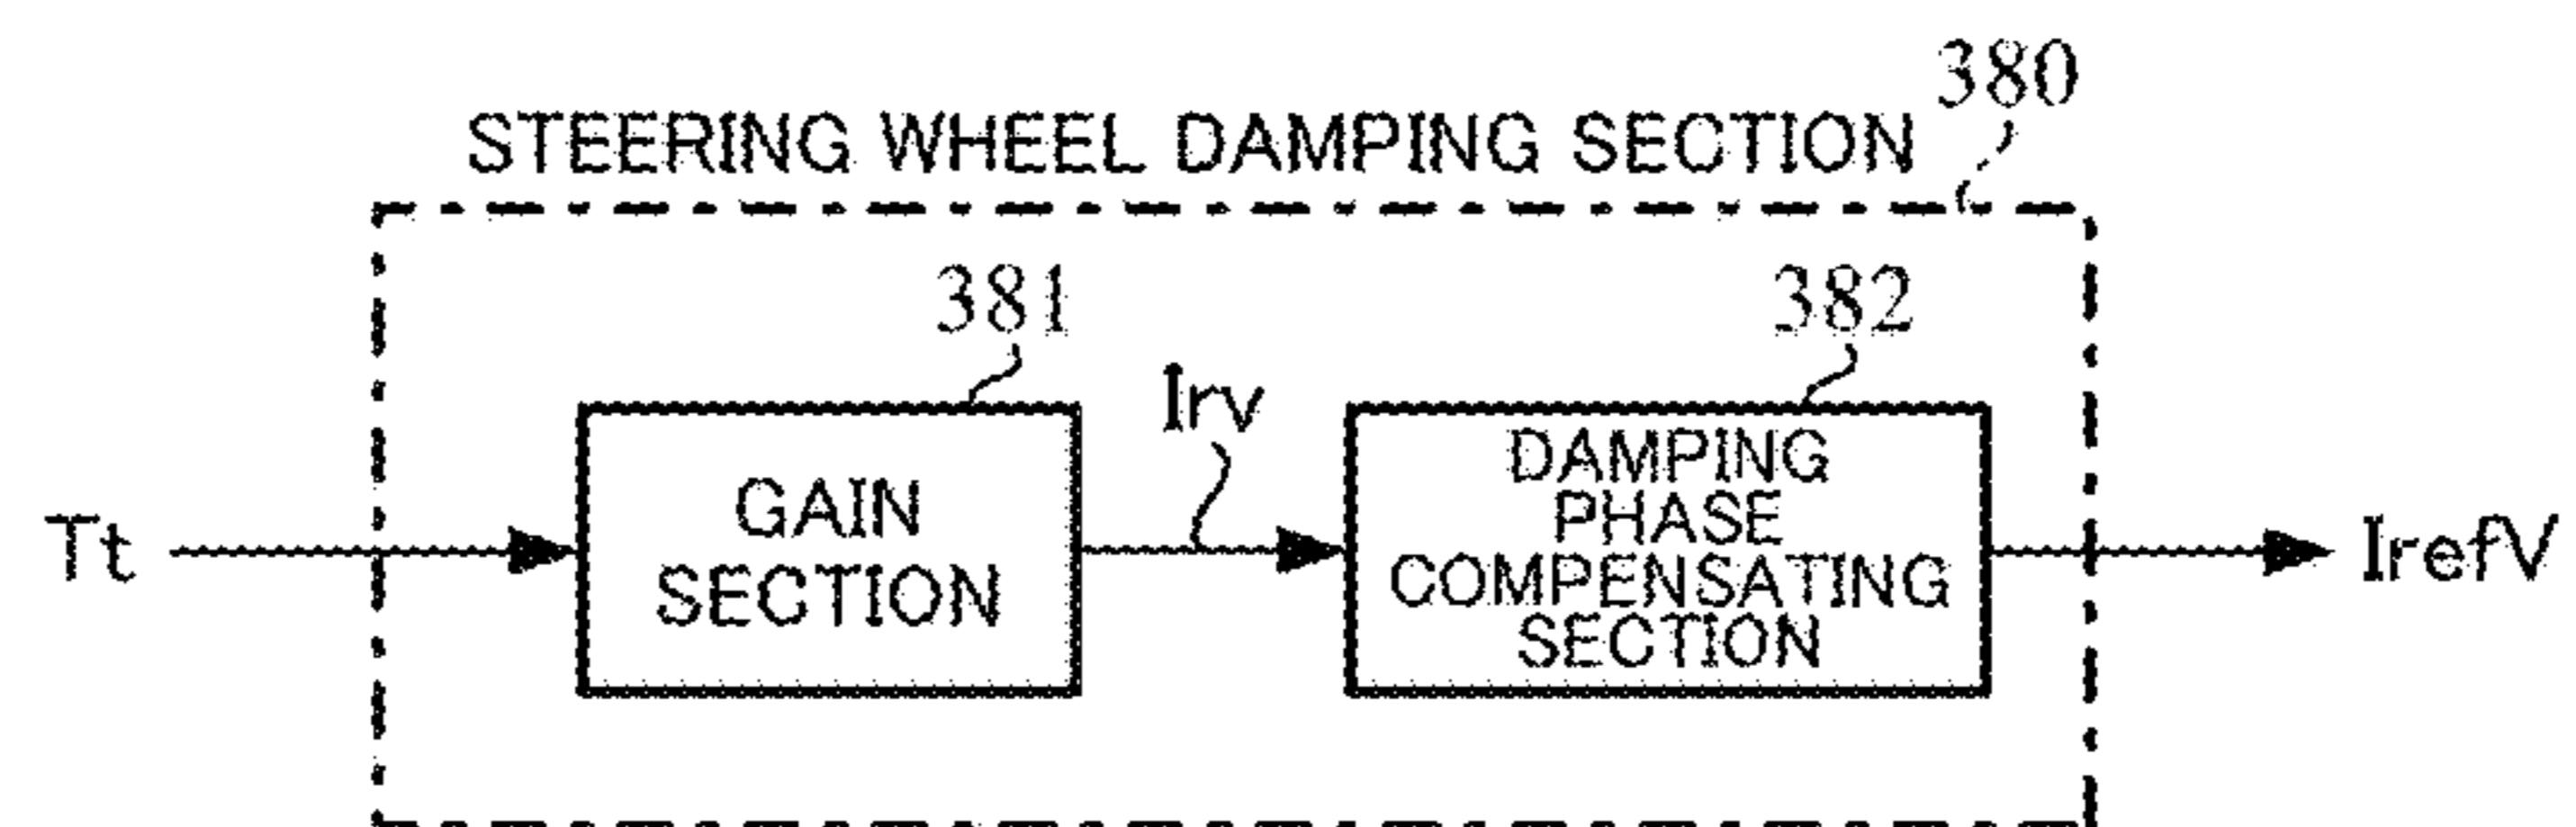 380
STEERING WHEEL DAMPING SECTION
381
382
Irv
Tt
GAIN
SECTION
DAMPING
PHASE
COMPENSATING
SECTION
IrefV